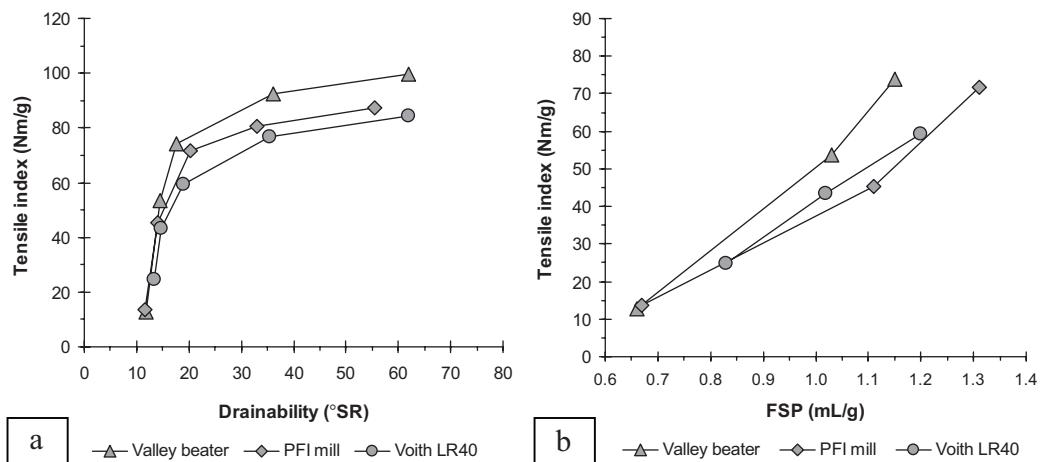 120
100
80
60
40
20
0
Tensile index (Nm/g)
0 10 20 30 40 50 60 70 80
Drainability (°SR)
a
Valley beater PFI mill Voith LR40
90
80
70
60
50
40
30
20
10
0
Tensile index (Nm/g)
0.6 0.7 0.8 0.9 1.0 1.1 1.2 1.3 1.4
FSP (mL/g)
b
Valley beater PFI mill Voith LR40